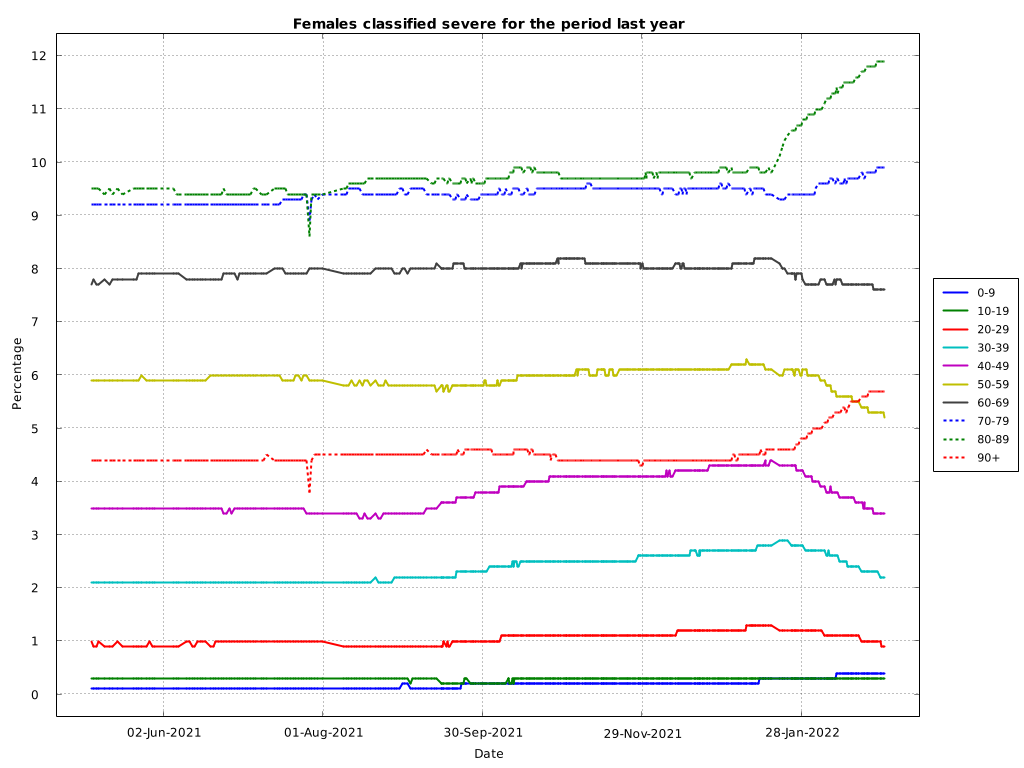 Females classified severe for the period last year
12
11
10
9
8
7
6
5
4
3
2
1
0
Percentage
02-Jun-2021
01-Aug-2021
30-Sep-2021
29-Nov-2021
28-Jan-2022
Date
0-9
10-19
20-29
30-39
40-49
50-59
60-69
70-79
80-89
90+